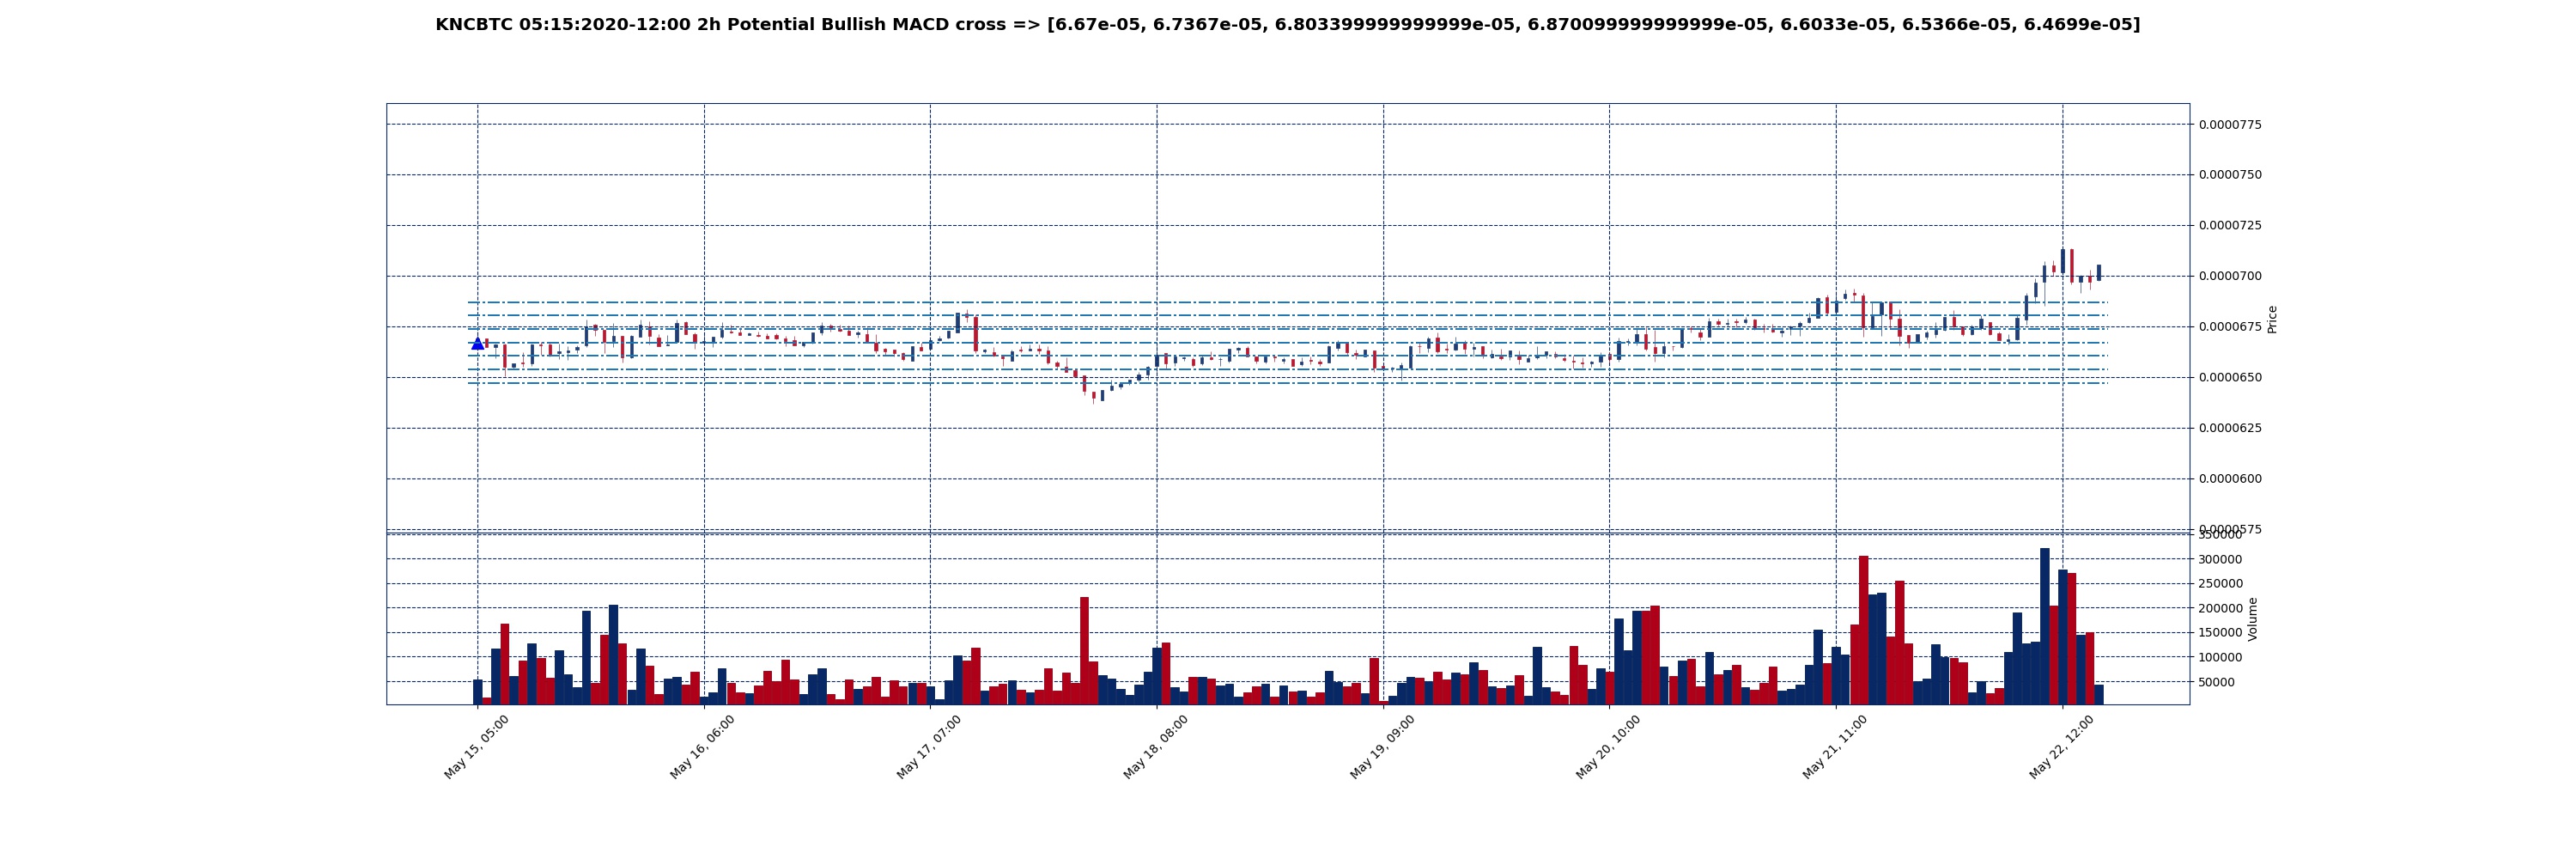 KNCBTC 05:15:2020-12:00 2h Potential Bullish MACD cross => [6.67e-05, 6.7367e-05, 6.803399999999999e-05, 6.870099999999999e-05, 6.6033e-05, 6.5366e-05, 6.4699e-05]
0.0000775
0.0000750
0.0000725
0.0000700
0.0000675
0.0000650
0.0000625
0.0000600
0.0000575
Price
350000
300000
250000
200000
150000
100000
50000
Volume
May 15, 05:00
May 16, 06:00
May 17, 07:00
May 18, 08:00
May 19, 09:00
May 20, 10:00
May 21, 11:00
May 22, 12:00